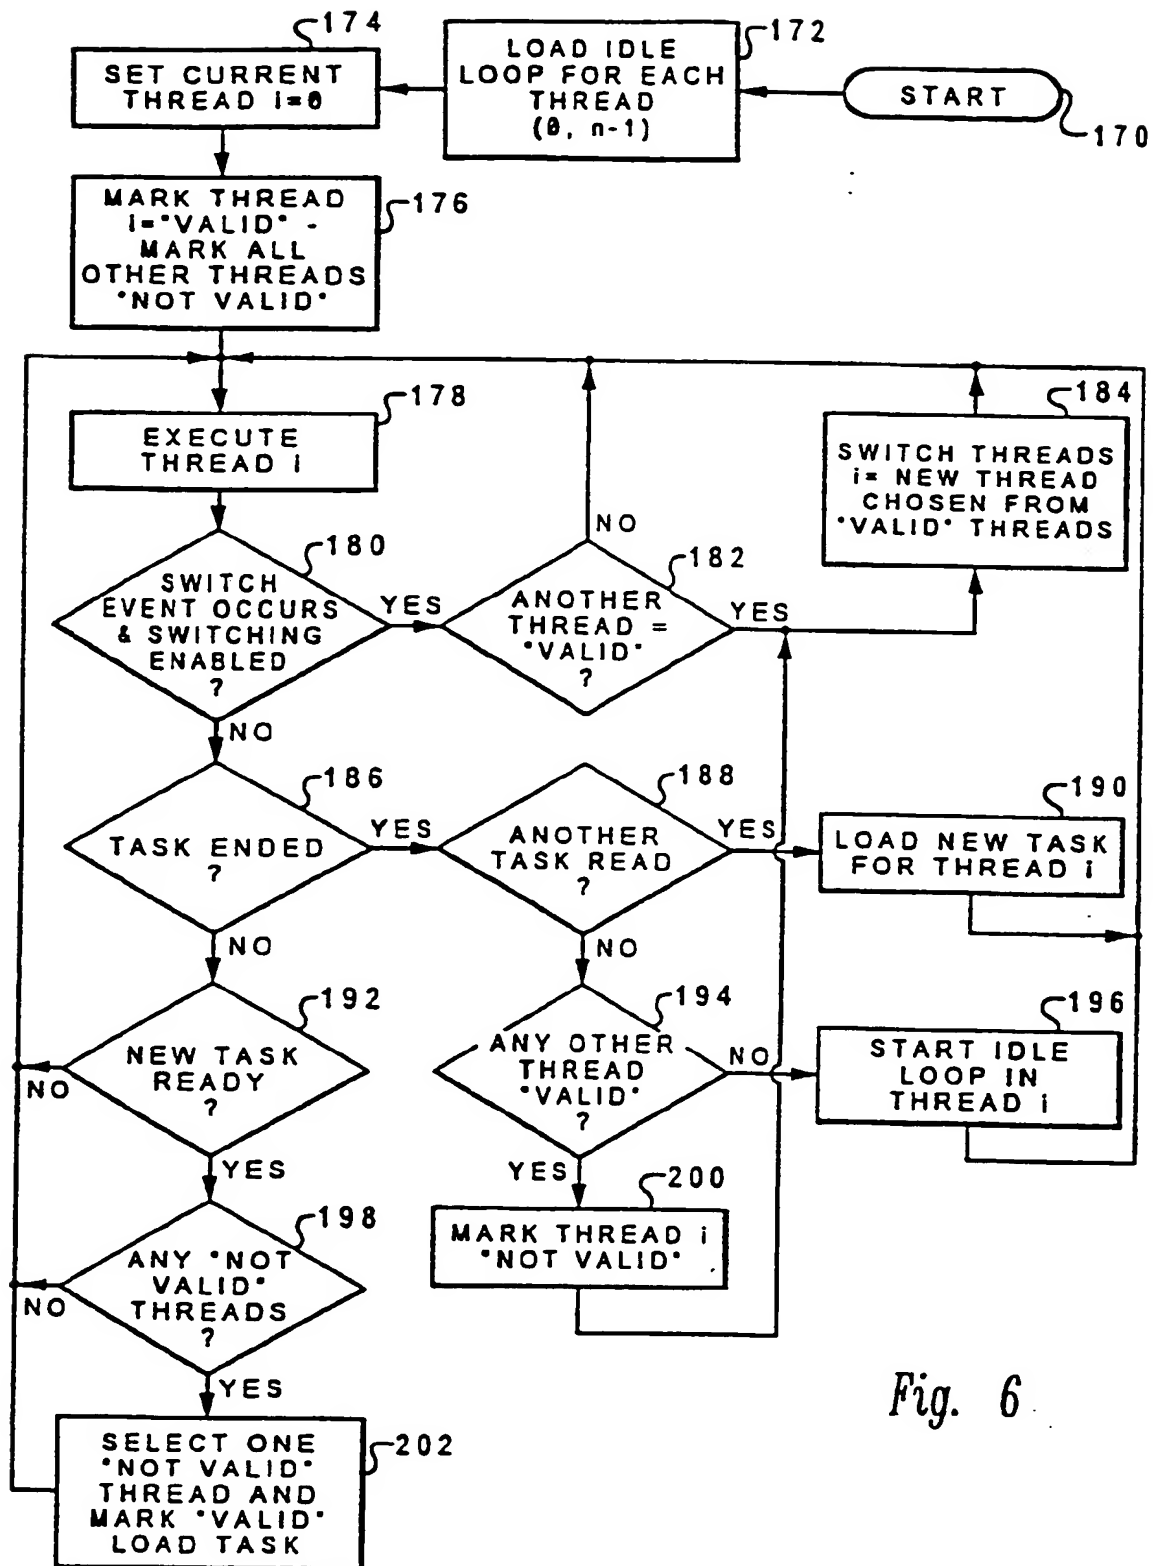 174
SET CURRENT
THREAD i=0
LOAD IDLE
LOOP FOR EACH
THREAD
(0, n-1)
172
START
170
MARK THREAD
i="VALID" -
MARK ALL
OTHER THREADS
"NOT VALID"
176
178
EXECUTE
THREAD i
184
SWITCH THREADS
i= NEW THREAD
CHOSEN FROM
"VALID" THREADS
180
SWITCH
EVENT OCCURS
& SWITCHING
ENABLED
?
YES
NO
182
ANOTHER
THREAD =
"VALID"
?
NO
YES
186
TASK ENDED
?
YES
NO
188
ANOTHER
TASK READ
?
YES
NO
190
LOAD NEW TASK
FOR THREAD i
192
NEW TASK
READY
?
NO
YES
194
ANY OTHER
THREAD
"VALID"
?
NO
YES
196
START IDLE
LOOP IN
THREAD i
198
ANY "NOT
VALID"
THREADS
?
NO
YES
200
MARK THREAD i
"NOT VALID"
202
SELECT ONE
"NOT VALID"
THREAD AND
MARK "VALID"
LOAD TASK
Fig. 6